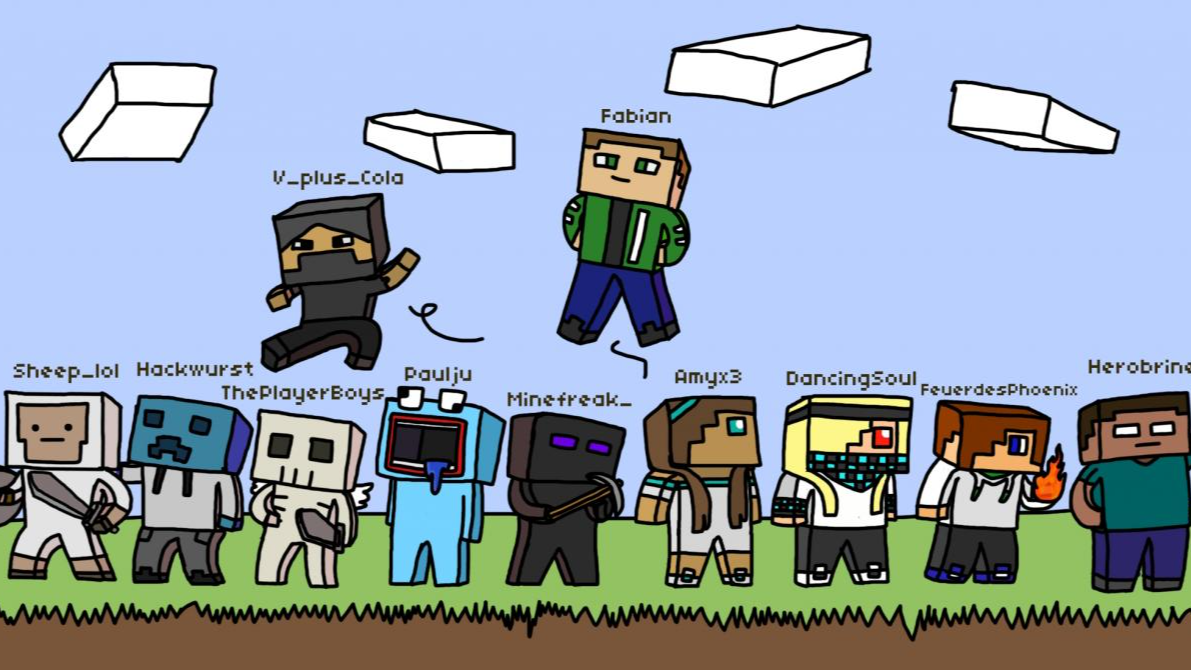 Fabian
V_plus_Cola
Sheep_lol
Hackwurst
ThePlayerBoys
Paulju
Minefreak_
Amyx3
DancingSoul
FeuerdesPhoenix
Herobrine